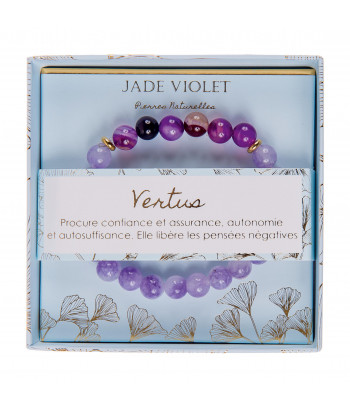 JADE VIOLET
Pierres Naturelles
Vertus
Procure confiance et assurance, autonomie
et autosuffisance. Elle libère les pensées négatives